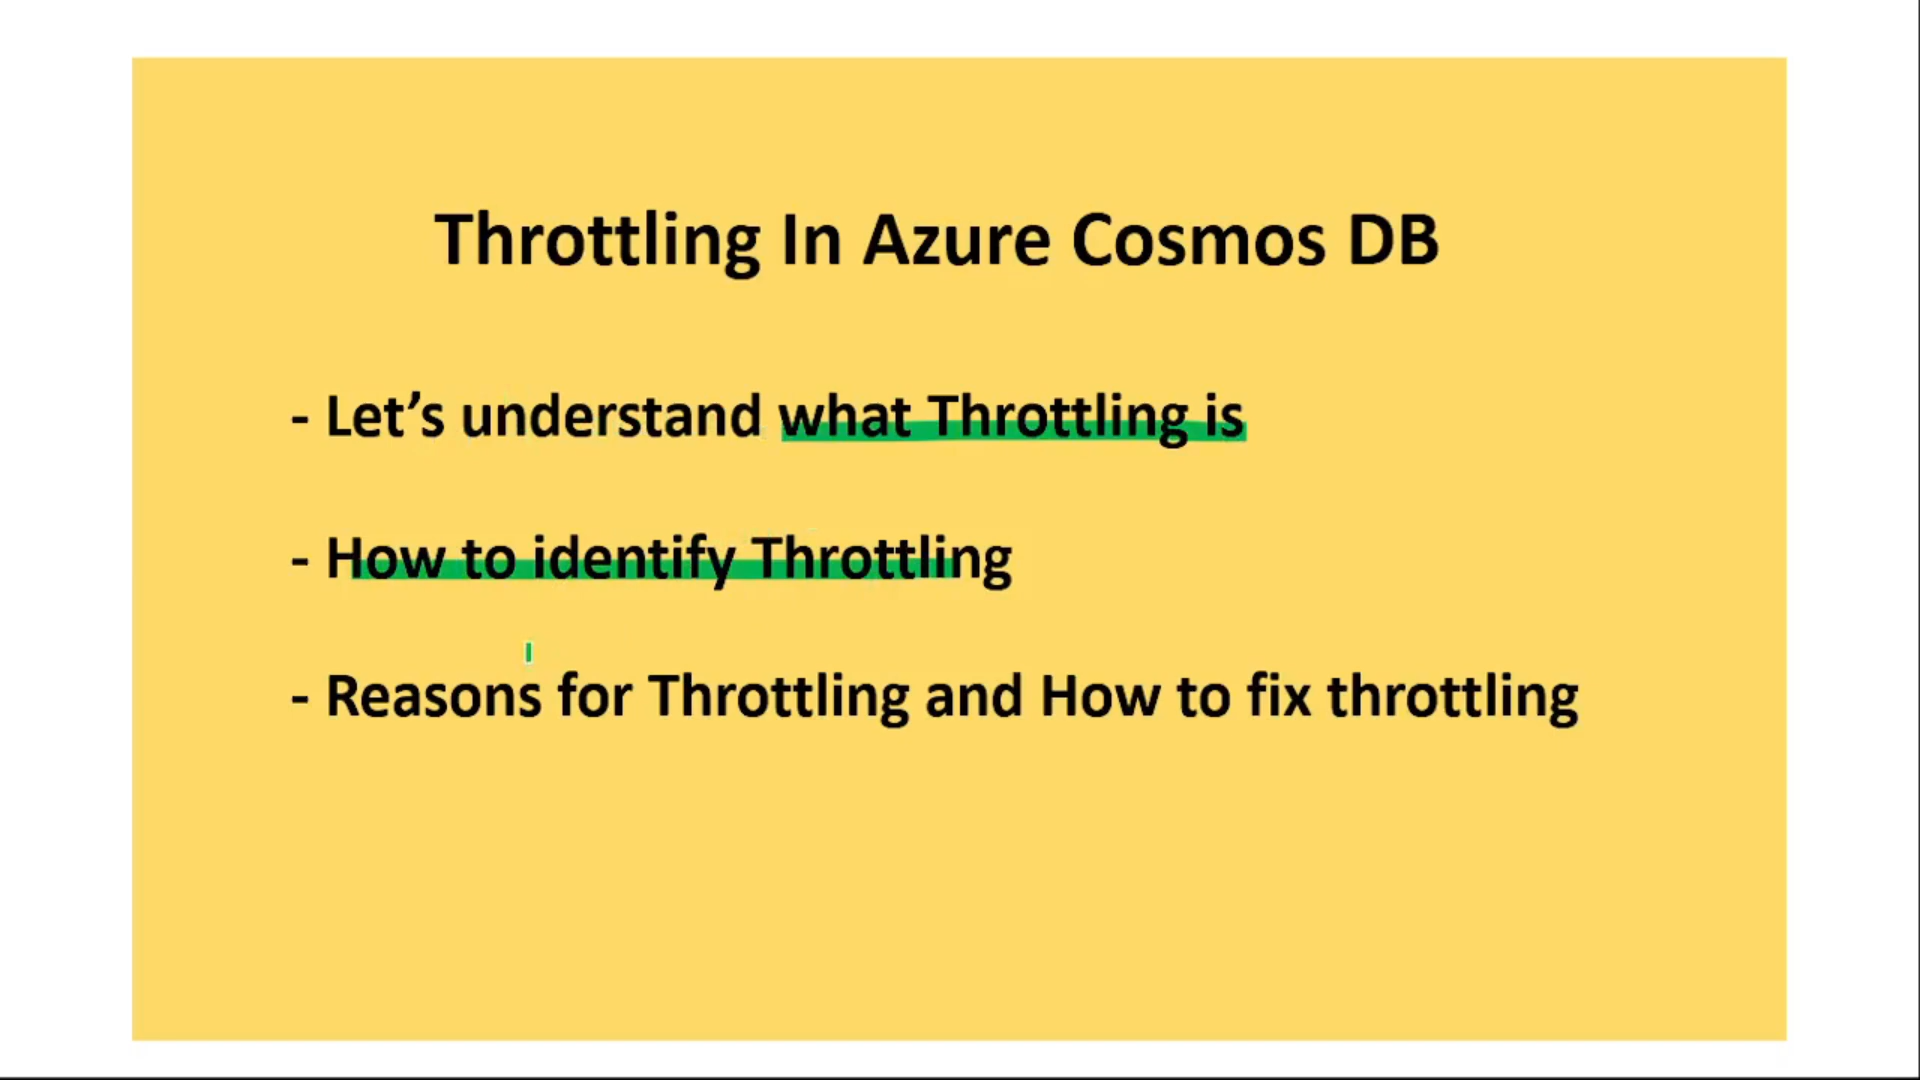 Throttling In Azure Cosmos DB
- Let’s understand what Throttling is
- How to identify Throttling
- Reasons for Throttling and How to fix throttling